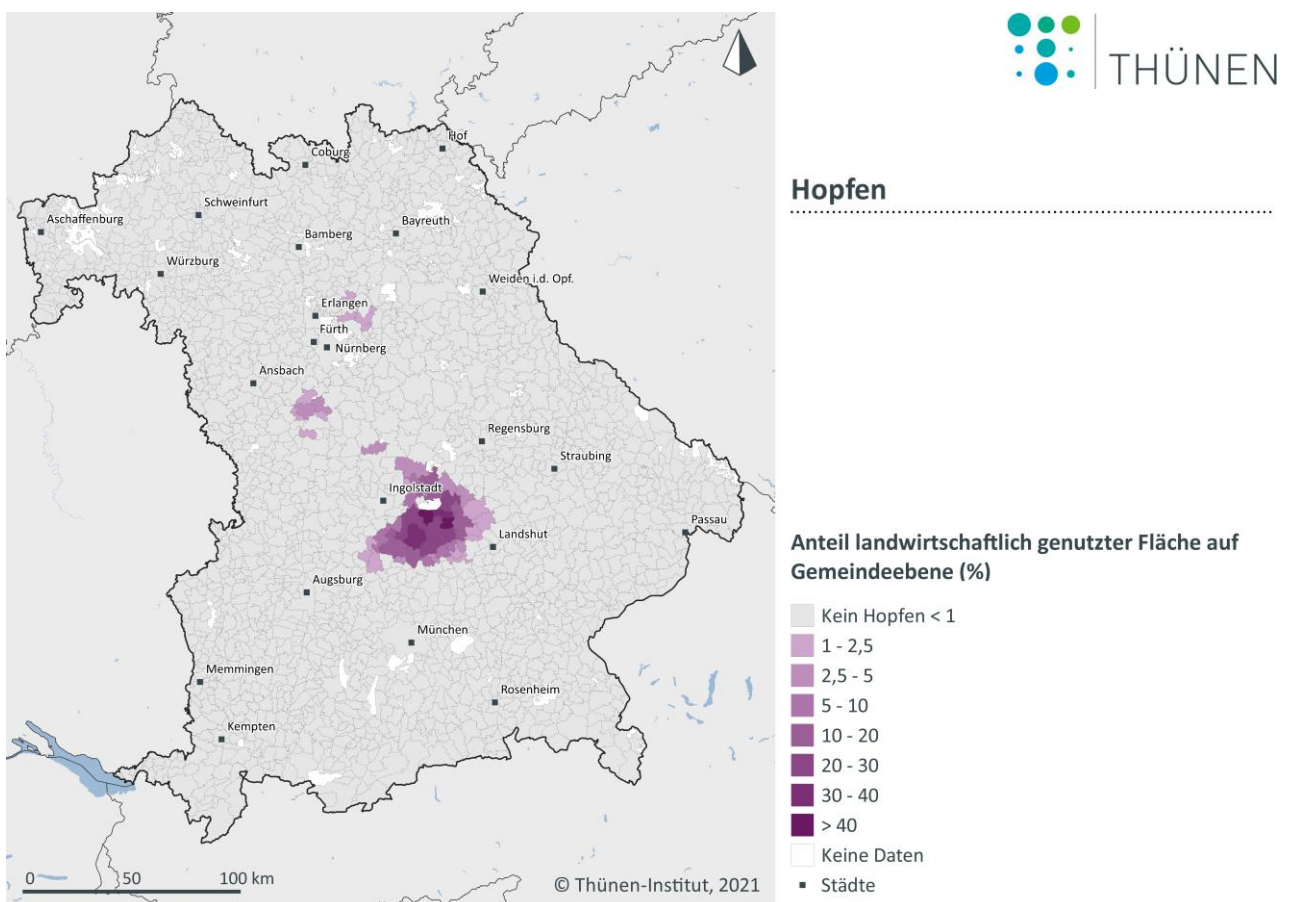 THÜNEN
Hopfen
Hof
Coburg
Schweinfurt
Aschaffenburg
Bayreuth
Bamberg
Würzburg
Weiden i.d. Opf.
Erlangen
Fürth
Nürnberg
Ansbach
Regensburg
Straubing
Ingolstadt
Passau
Landshut
Augsburg
München
Memmingen
Rosenheim
Kempten
0 50 100 km
© Thünen-Institut, 2021
Anteil landwirtschaftlich genutzter Fläche auf
Gemeindeebene (%)
Kein Hopfen < 1
1 - 2,5
2,5 - 5
5 - 10
10 - 20
20 - 30
30 - 40
> 40
Keine Daten
Städte